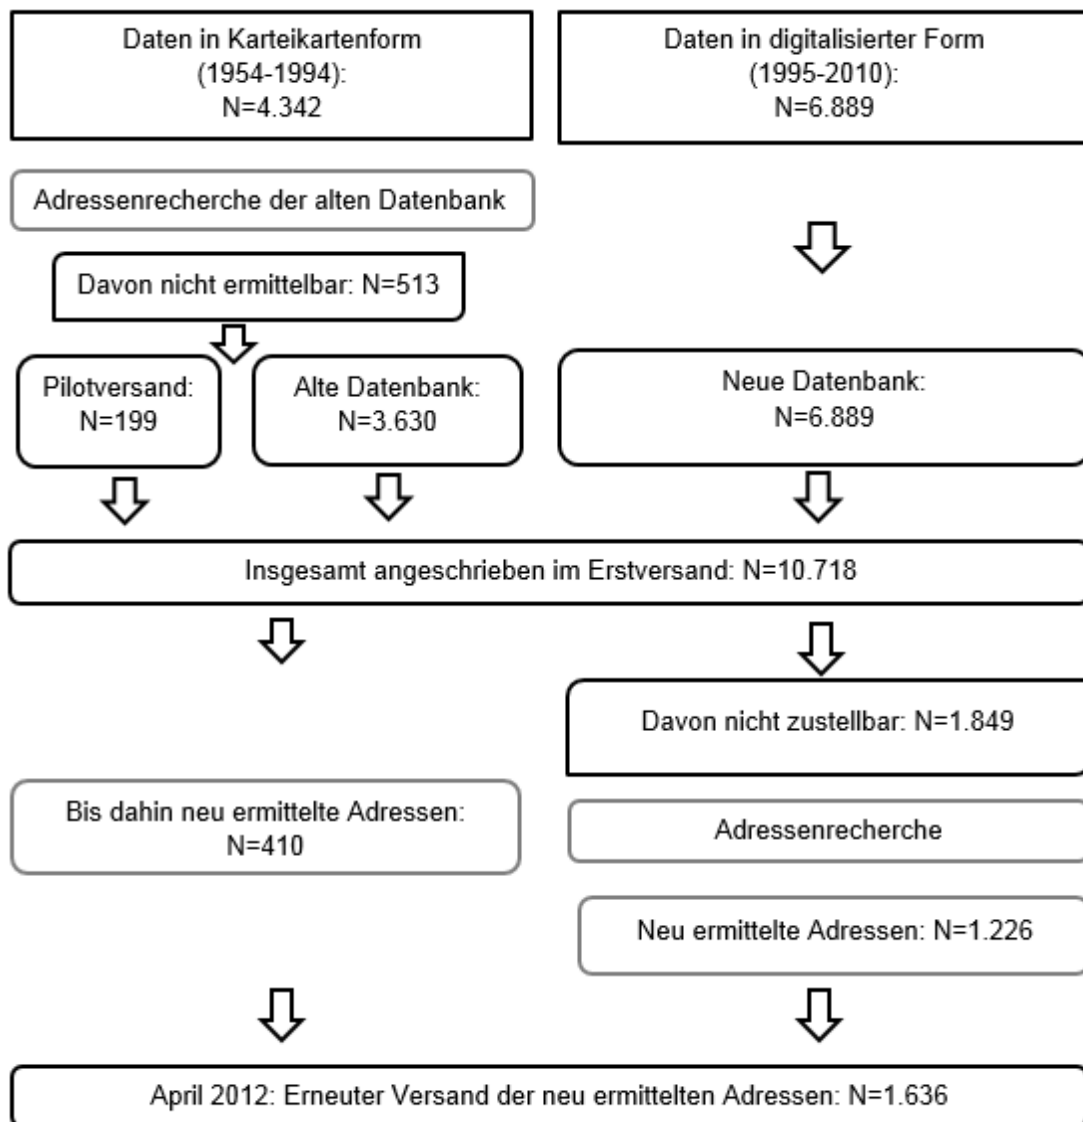 Daten in Karteikartenform
(1954-1994):
N=4.342
Daten in digitalisierter Form
(1995-2010):
N=6.889
Adressenrecherche der alten Datenbank
Davon nicht ermittelbar: N=513
Pilotversand:
N=199
Alte Datenbank:
N=3.630
Neue Datenbank:
N=6.889
Insgesamt angeschrieben im Erstversand: N=10.718
Davon nicht zustellbar: N=1.849
Bis dahin neu ermittelte Adressen:
N=410
Adressenrecherche
Neu ermittelte Adressen: N=1.226
April 2012: Erneuter Versand der neu ermittelten Adressen: N=1.636